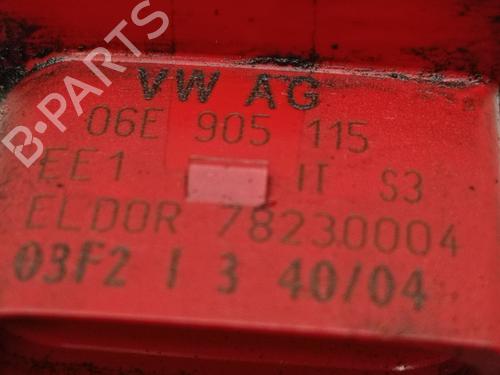 B-PARTS
VW AG
06E 905 115
EE1 IT S3
ELDOR 78230004
03F2 I 3 40/04